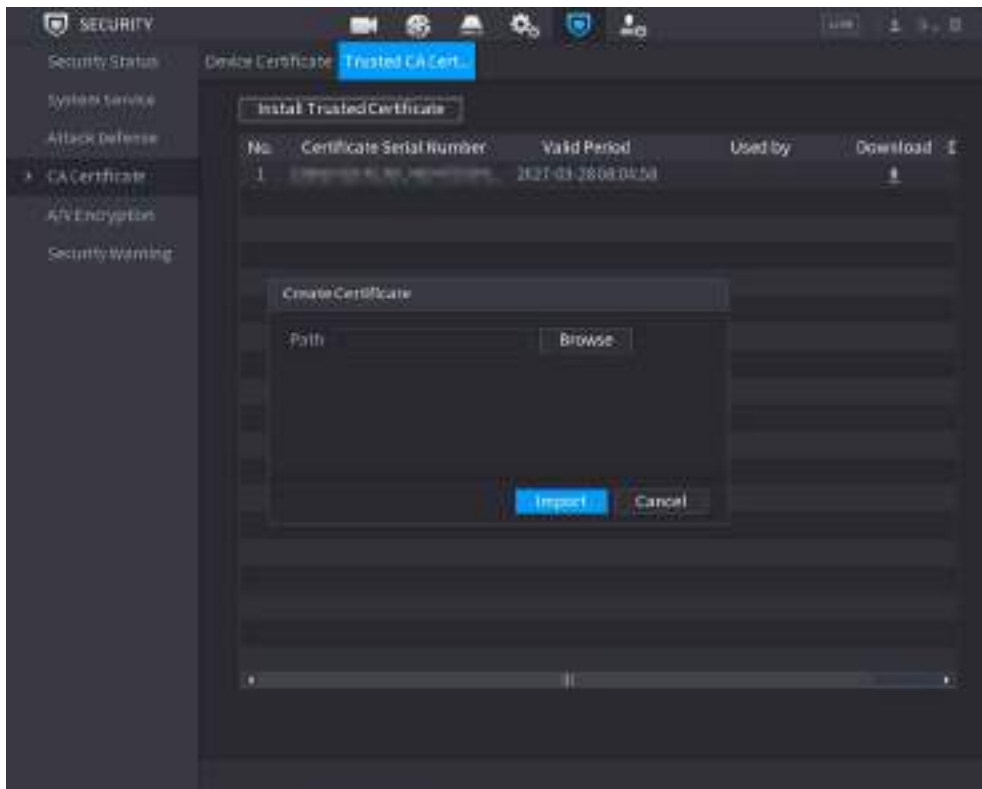 SECURITY
LIVE
Security Status
Device Certificate
Trusted CA Cert...
System Service
Install Trusted Certificate
Attack Defense
No.
Certificate Serial Number
Valid Period
Used by
Download
CA Certificate
1
A/V Encryption
Security Warning
Create Certificate
Path
Browse
Import
Cancel